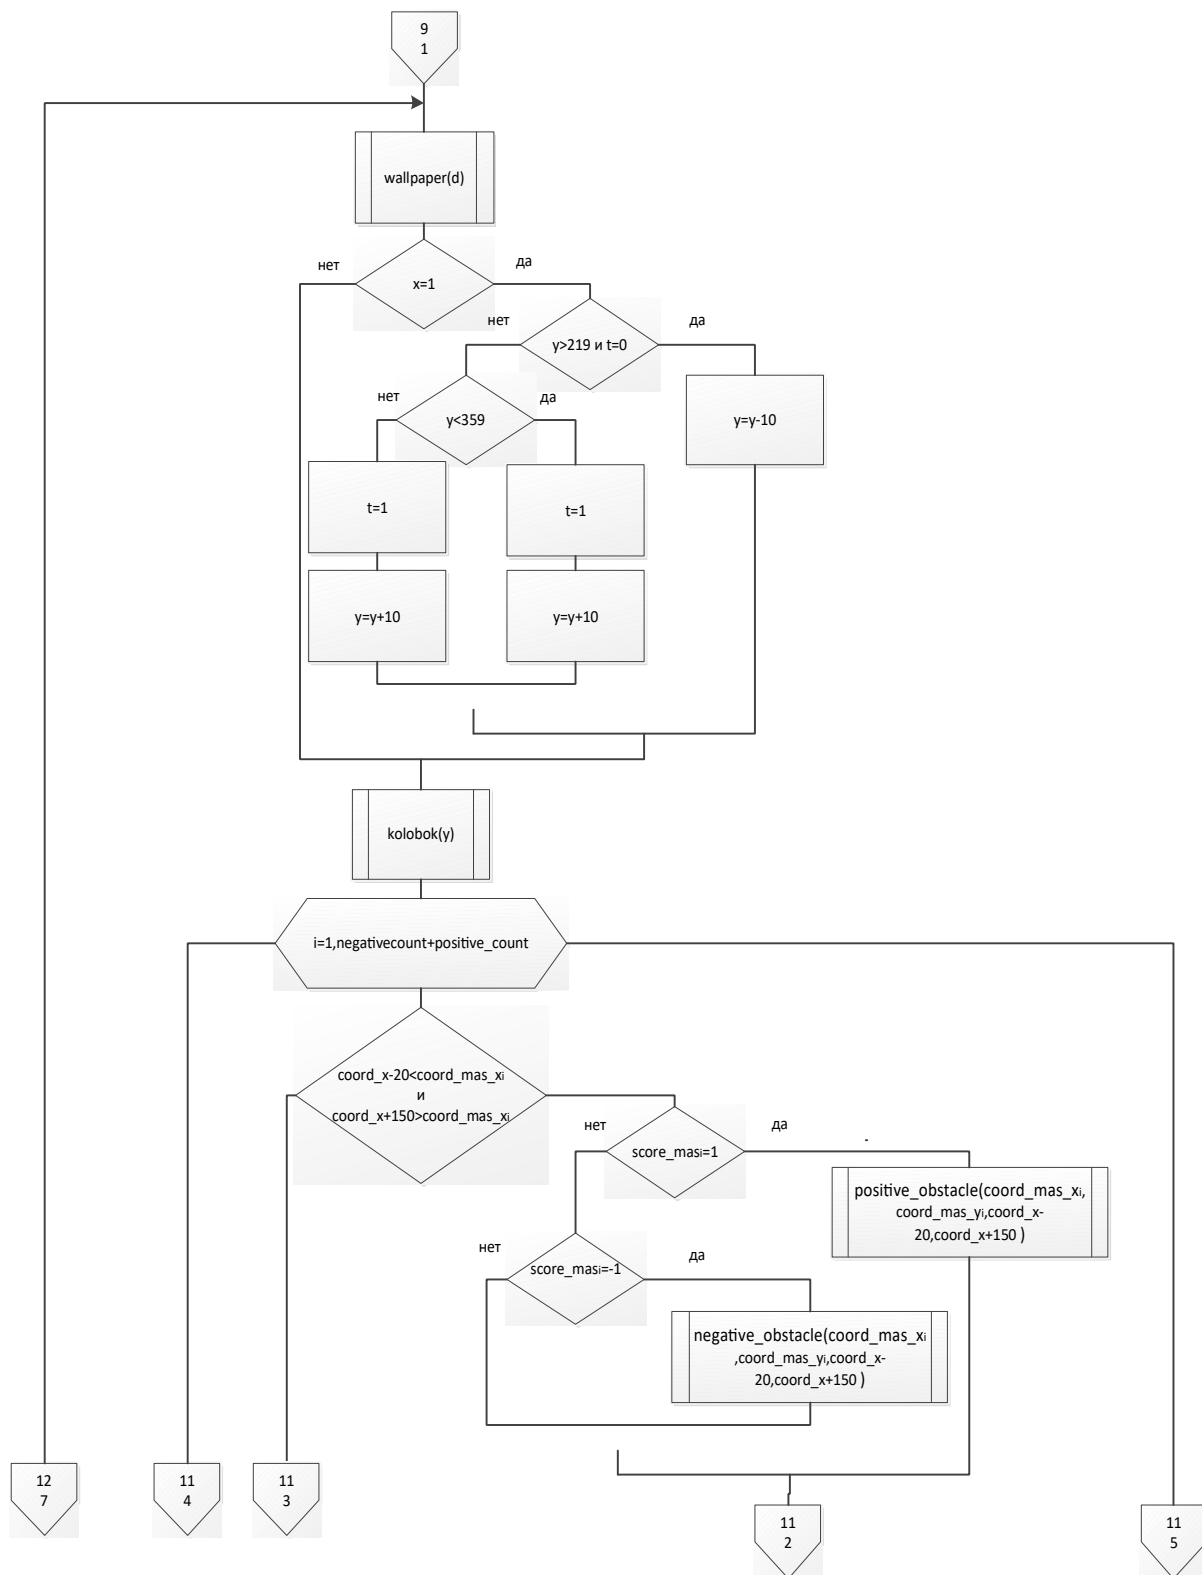 9
1
wallpaper(d)
нет
да
x=1
нет
да
y>219 и t=0
нет
да
y<359
y=y-10
t=1
t=1
y=y+10
y=y+10
kolobok(y)
i=1,negativecount+positive_count
coord_x-20<coord_mas_xi
и
coord_x+150>coord_mas_xi
нет
да
score_masi=1
positive_obstacle(coord_mas_xi,
coord_mas_yi,coord_x-
20,coord_x+150 )
нет
да
score_masi=-1
negative_obstacle(coord_mas_xi
,coord_mas_yi,coord_x-
20,coord_x+150 )
12
7
11
4
11
3
11
2
11
5